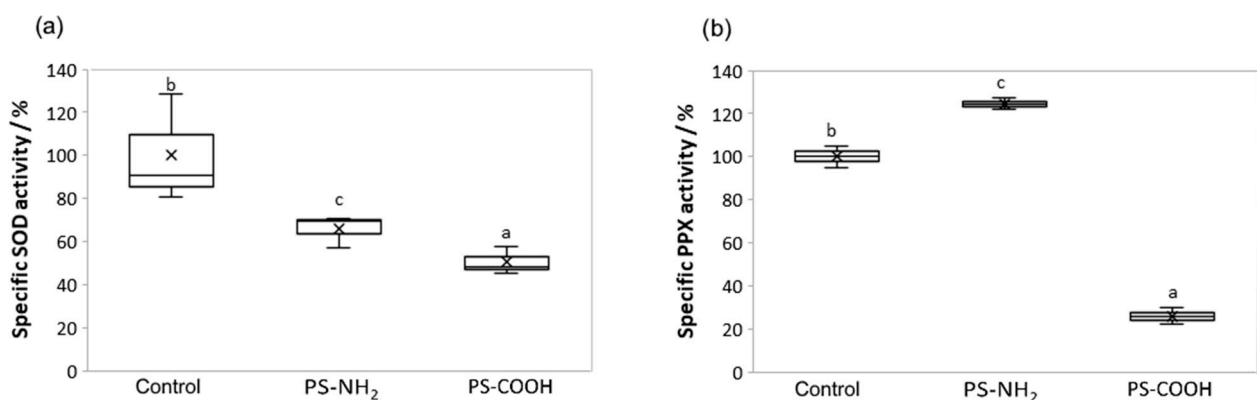 (a)
Specific SOD activity / %
140
120
100
80
60
40
20
0
b
c
a
Control PS-NH₂ PS-COOH
(b)
Specific PPX activity / %
140
120
100
80
60
40
20
0
b
c
a
Control PS-NH₂ PS-COOH